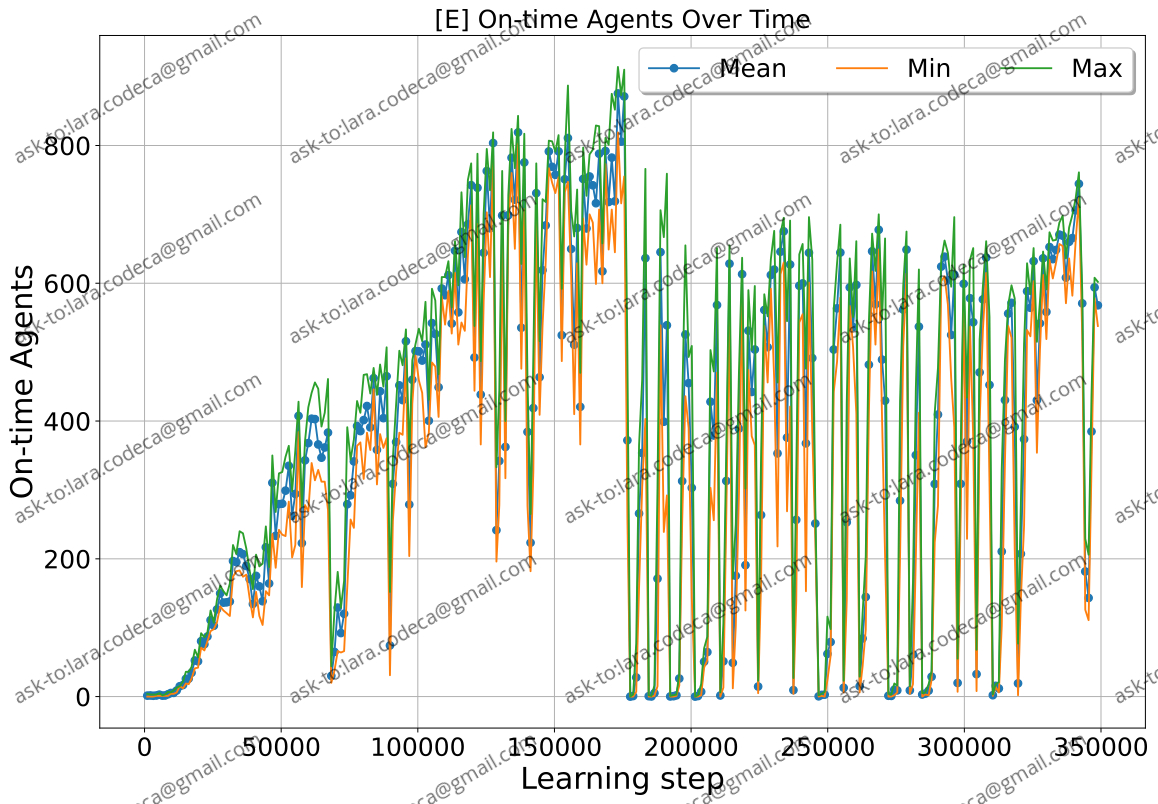 [E] On-time Agents Over Time
Mean Min Max
800
600
400
200
0
On-time Agents
0 50000 100000 150000 200000 250000 300000 350000
Learning step
ask-to:lara.codeca@gmail.com